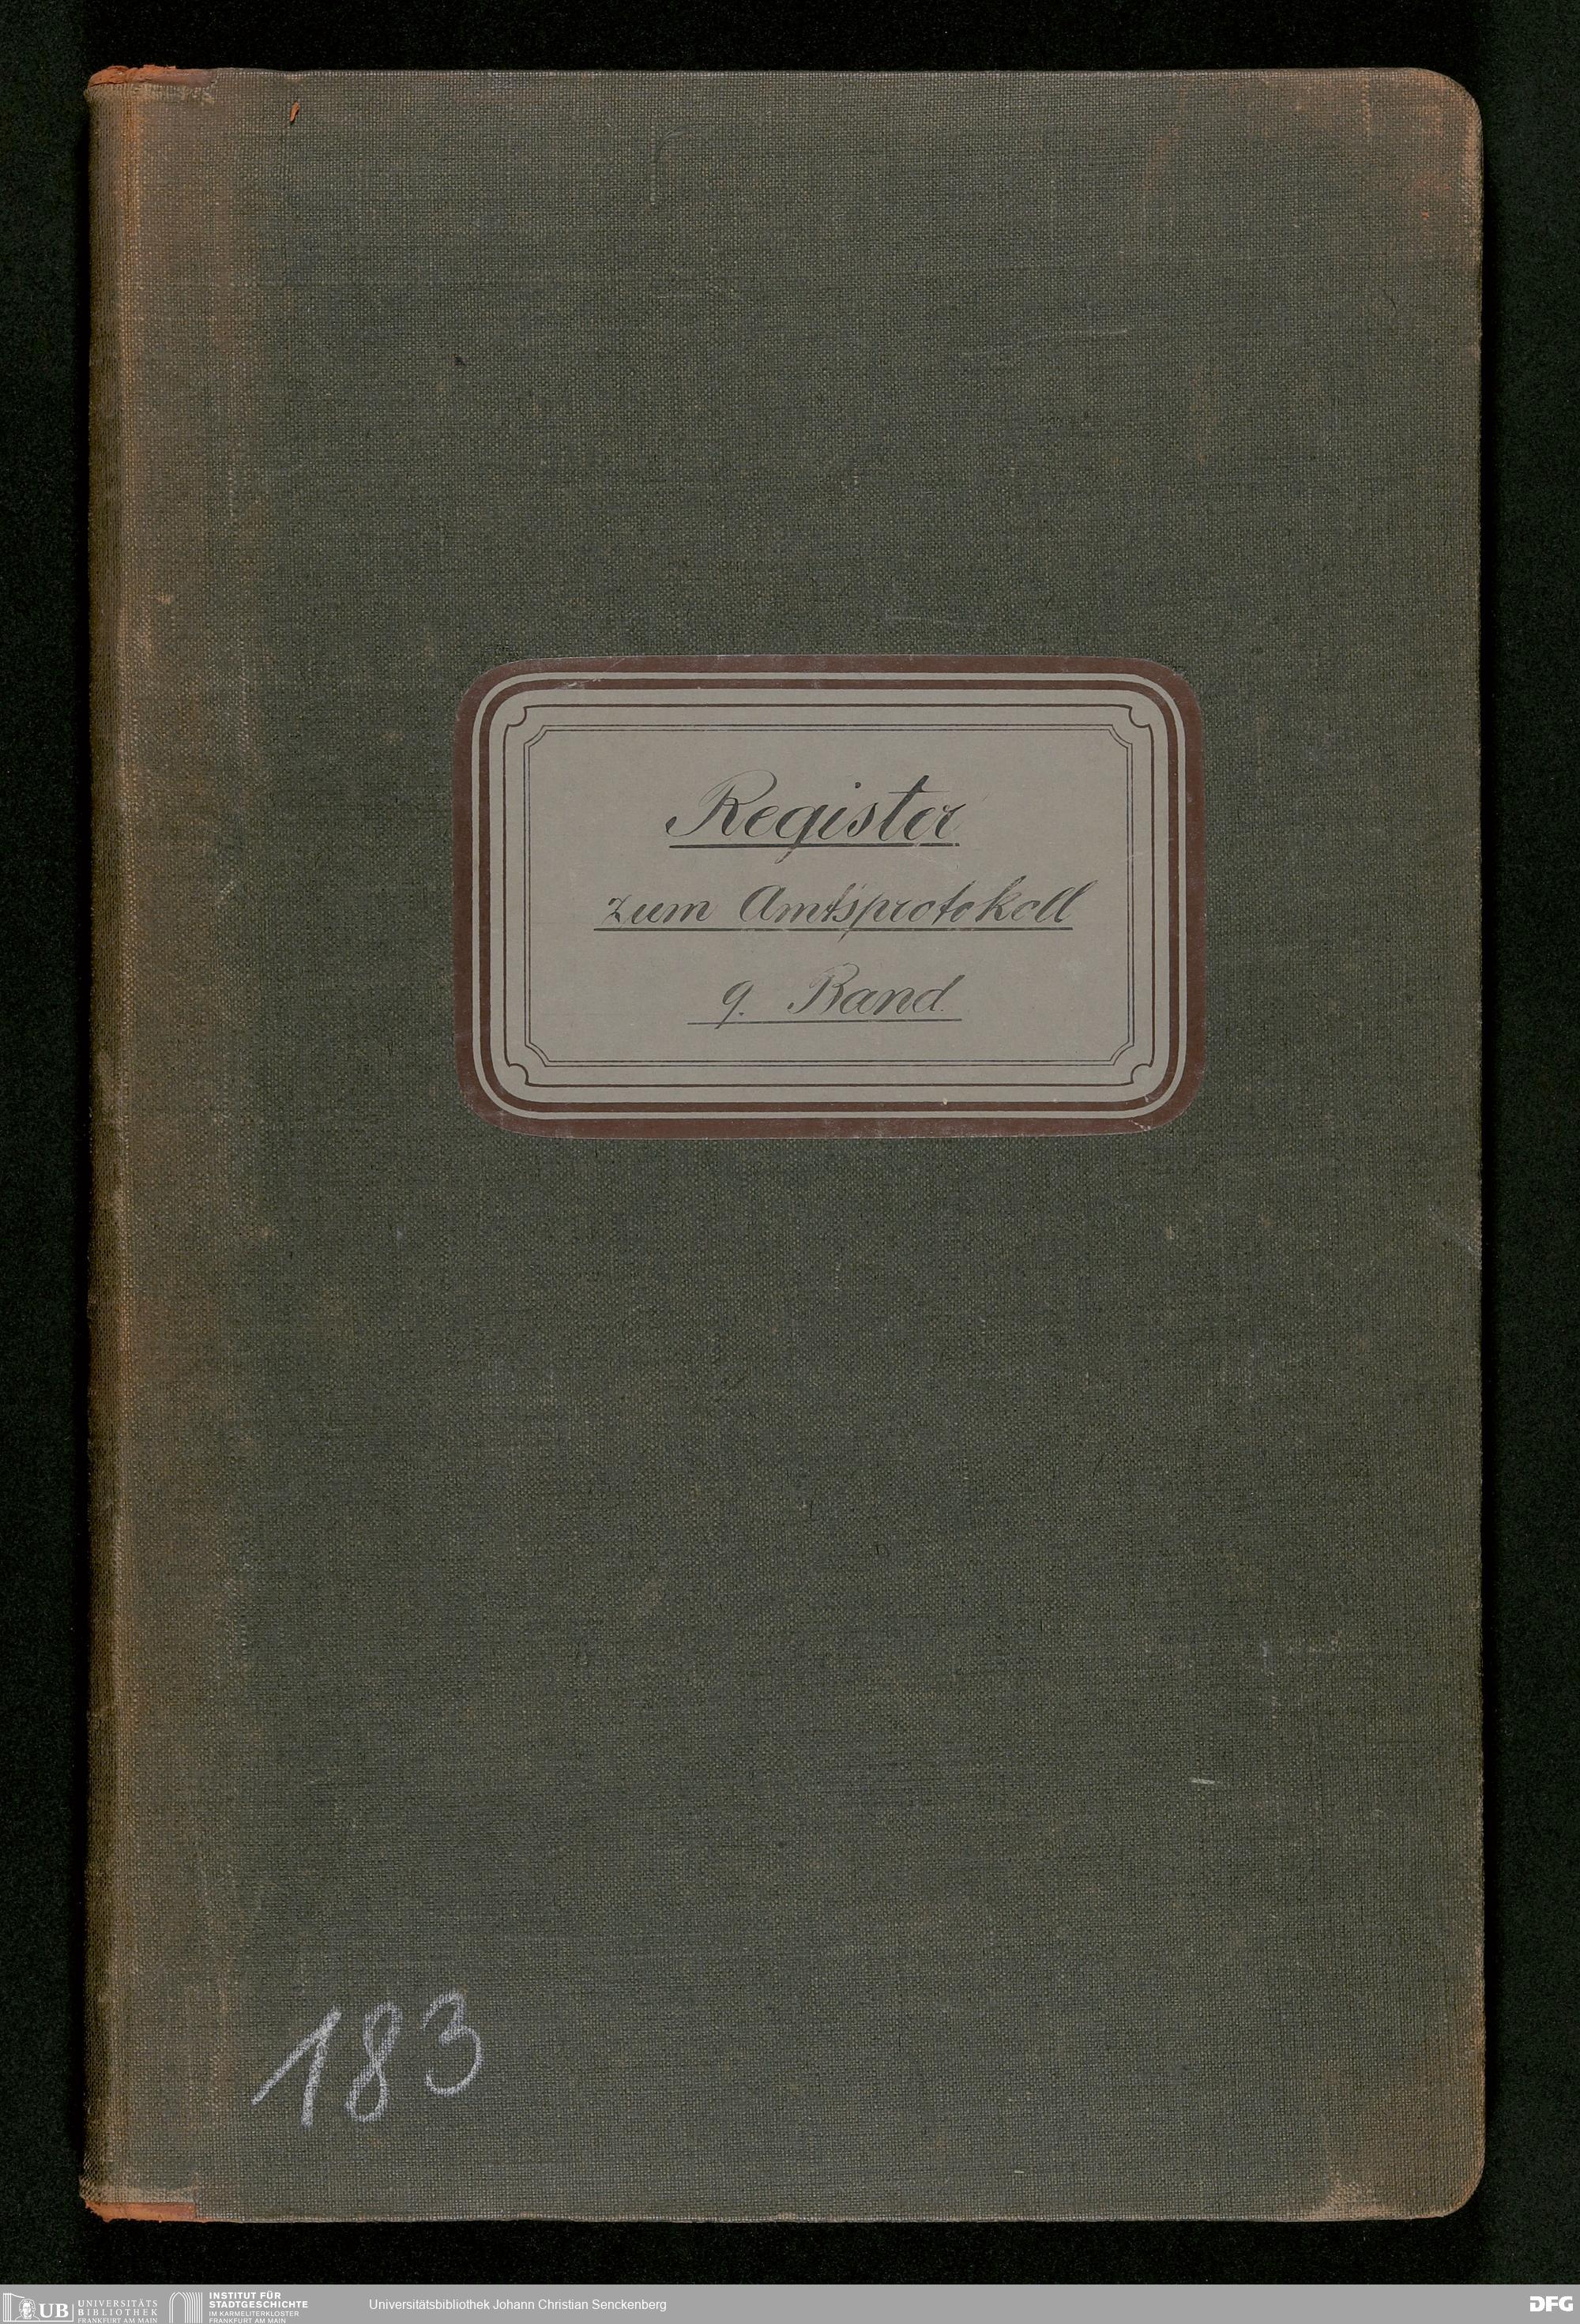 Register
zum Amtsprotokoll
9. Band.
183
UB
UNIVERSITÄTS
BIBLIOTHEK
FRANKFURT AM MAIN
INSTITUT FÜR
STADTGESCHICHTE
IM KARMELITERKLOSTER
FRANKFURT AM MAIN
Universitätsbibliothek Johann Christian Senckenberg
DFG